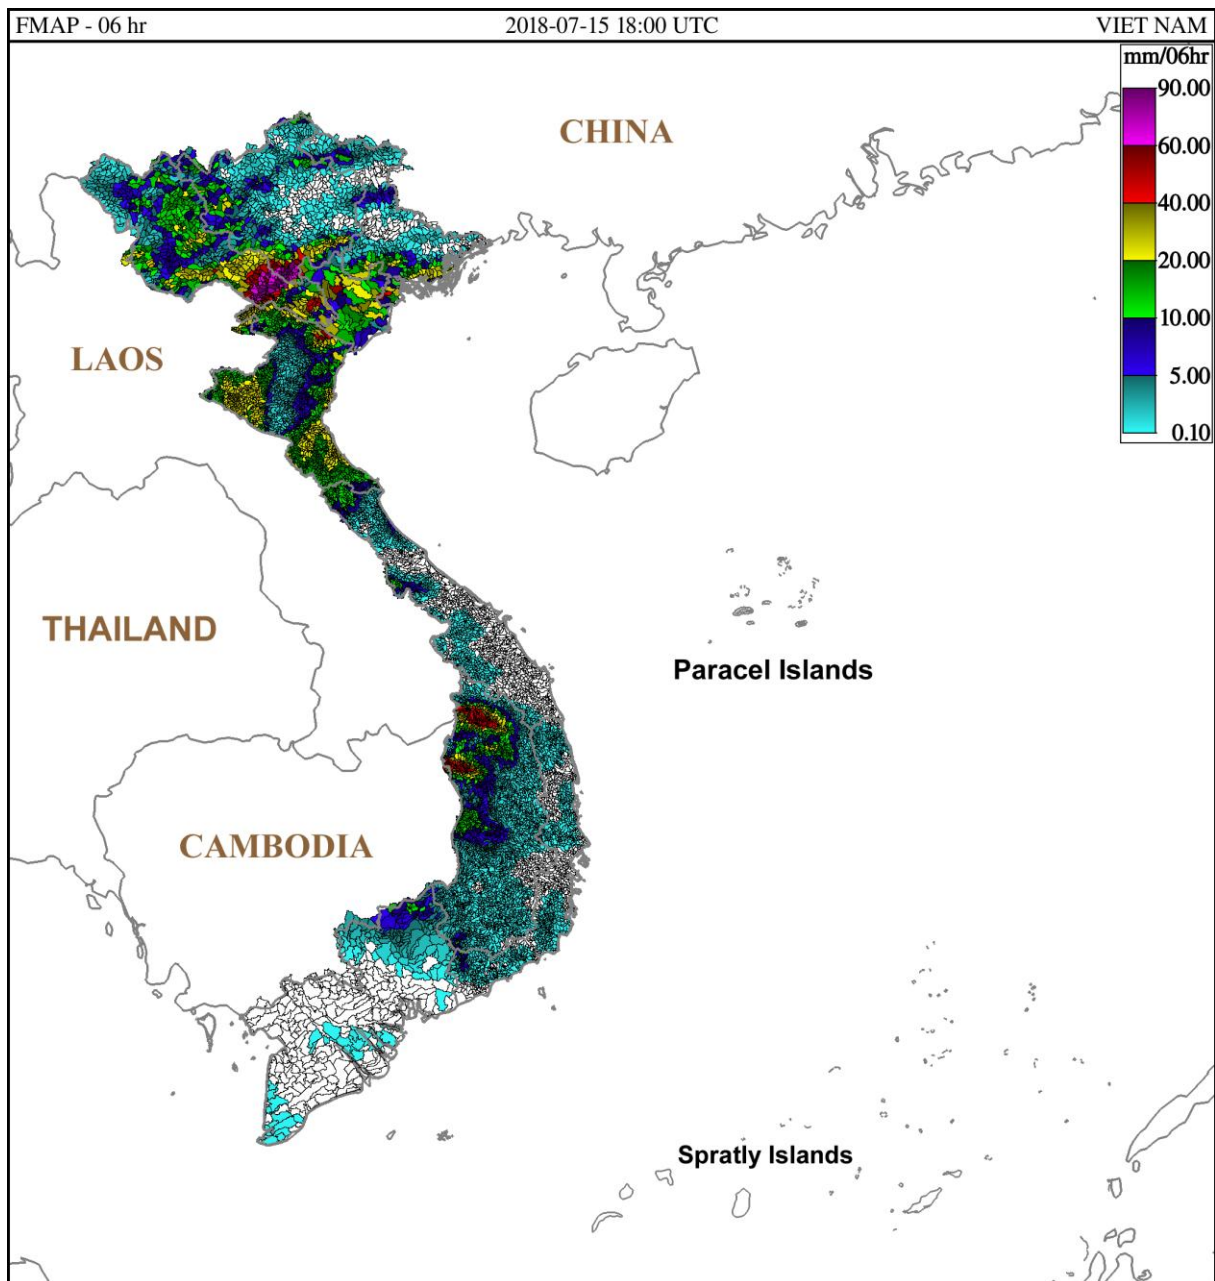 FMAP - 06 hr
2018-07-15 18:00 UTC
VIET NAM
mm/06hr
90.00
60.00
40.00
20.00
10.00
5.00
0.10
CHINA
LAOS
THAILAND
Paracel Islands
CAMBODIA
Spratly Islands